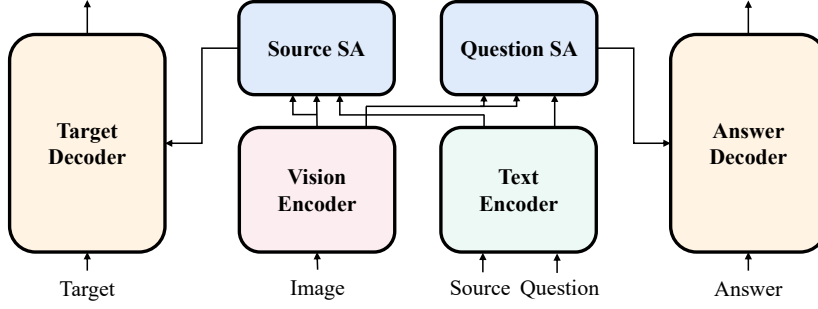 Source SA
Question SA
Target
Decoder
Vision
Encoder
Text
Encoder
Answer
Decoder
Target
Image
Source
Question
Answer